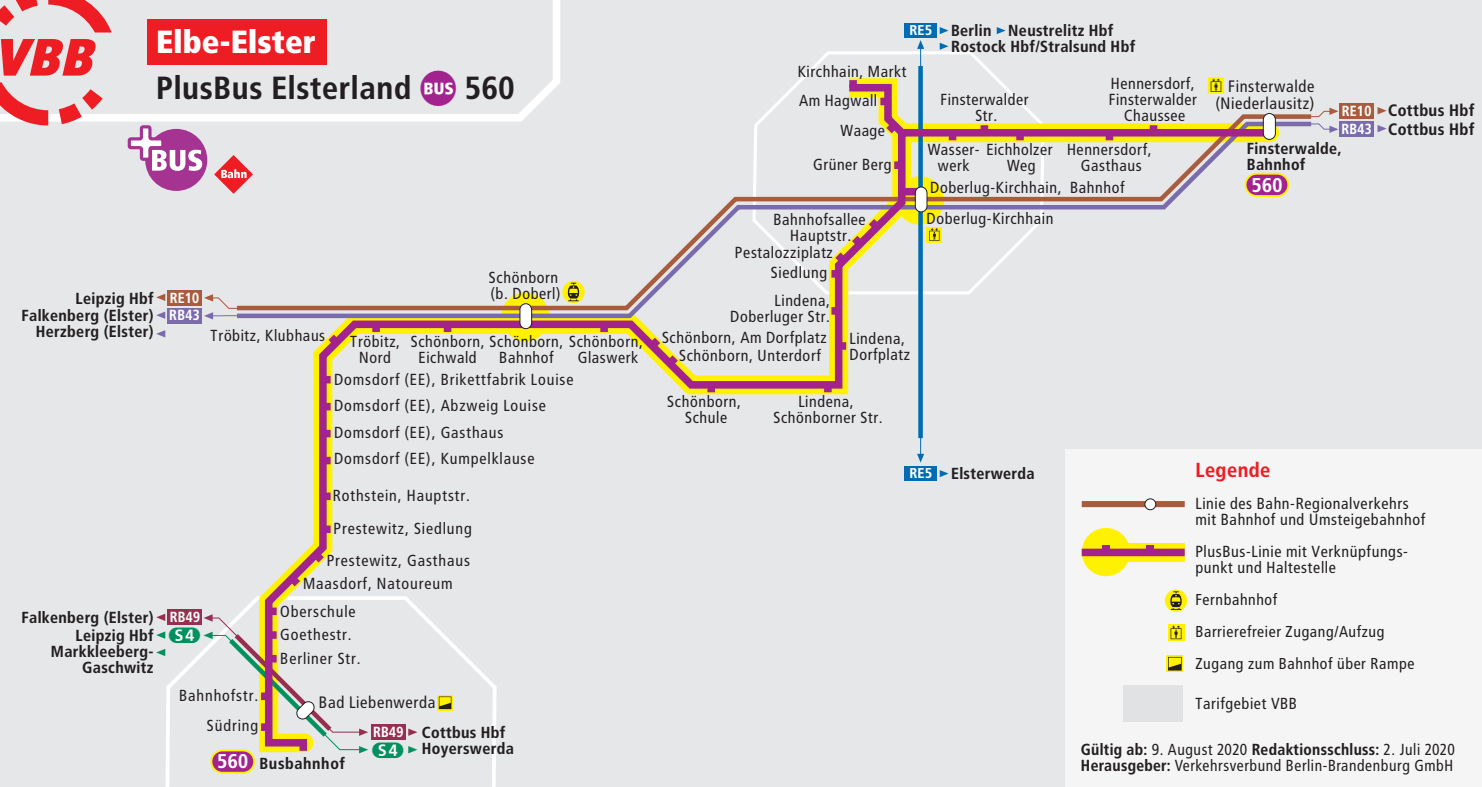 VBB
Elbe-Elster
PlusBus Elsterland BUS 560
+BUS
Bahn
RE5 Berlin Neustrelitz Hbf
Rostock Hbf/Stralsund Hbf
Kirchhain, Markt
Am Hagwall
Waage
Grüner Berg
Finsterwalder
Str.
Wasser-
werk
Eichholzer
Weg
Hennersdorf,
Gasthaus
Hennersdorf,
Finsterwalder
Chaussee
Finsterwalde
(Niederlausitz)
RE10 Cottbus Hbf
RB43 Cottbus Hbf
Finsterwalde,
Bahnhof
560
Doberlug-Kirchhain, Bahnhof
Doberlug-Kirchhain
Bahnhofsallee
Hauptstr.
Pestalozziplatz
Siedlung
Lindena,
Doberluger Str.
Lindena,
Dorfplatz
Lindena,
Schönborner Str.
Schönborn,
Schule
Schönborn, Unterdorf
Schönborn, Am Dorfplatz
Schönborn,
Glaswerk
Schönborn,
Bahnhof
Schönborn
(b. Doberl)
Schönborn,
Eichwald
Tröbitz,
Nord
Tröbitz, Klubhaus
Leipzig Hbf RE10
Falkenberg (Elster) RB43
Herzberg (Elster)
Domsdorf (EE), Brikettfabrik Louise
Domsdorf (EE), Abzweig Louise
Domsdorf (EE), Gasthaus
Domsdorf (EE), Kumpelklause
Rothstein, Hauptstr.
Prestewitz, Siedlung
Prestewitz, Gasthaus
Maasdorf, Natoureum
Oberschule
Goethestr.
Berliner Str.
Bahnhofstr.
Südring
560 Busbahnhof
Falkenberg (Elster) RB49
Leipzig Hbf S4
Markkleeberg-
Gaschwitz
Bad Liebenwerda
RB49 Cottbus Hbf
S4 Hoyerswerda
RE5 Elsterwerda
Legende
Linie des Bahn-Regionalverkehrs
mit Bahnhof und Umsteigebahnhof
PlusBus-Linie mit Verknüpfungs-
punkt und Haltestelle
Fernbahnhof
Barrierefreier Zugang/Aufzug
Zugang zum Bahnhof über Rampe
Tarifgebiet VBB
Gültig ab: 9. August 2020 Redaktionsschluss: 2. Juli 2020
Herausgeber: Verkehrsverbund Berlin-Brandenburg GmbH